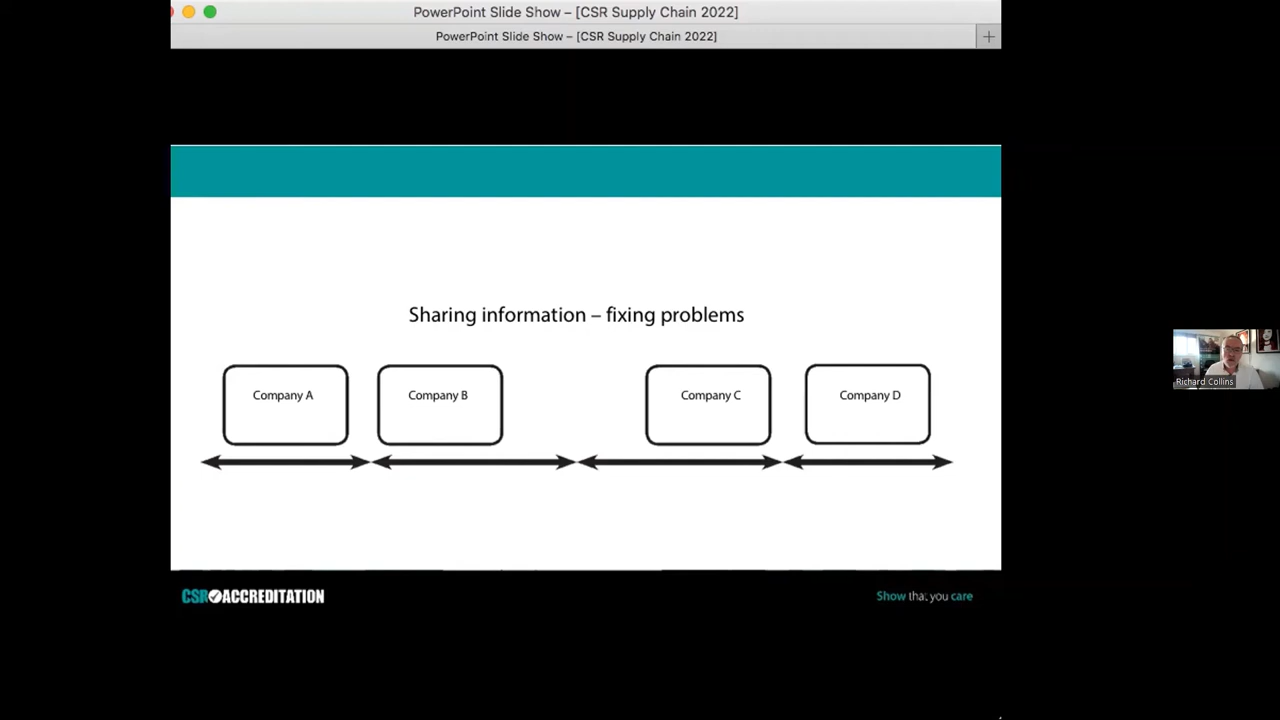 PowerPoint Slide Show – [CSR Supply Chain 2022]
PowerPoint Slide Show – [CSR Supply Chain 2022]
Sharing information – fixing problems
Company A
Company B
Company C
Company D
Richard Collins
CSR ACCREDITATION
Show that you care